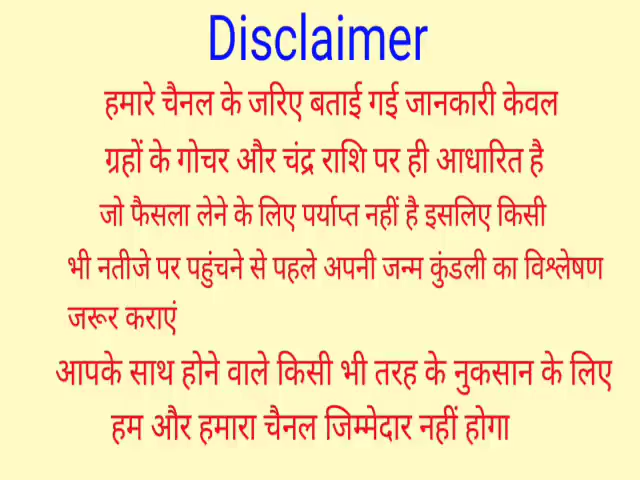 Disclaimer
हमारे चैनल के जरिए बताई गई जानकारी केवल
ग्रहों के गोचर और चंद्र राशि पर ही आधारित है
जो फैसला लेने के लिए पर्याप्त नहीं है इसलिए किसी
भी नतीजे पर पहुंचने से पहले अपनी जन्म कुंडली का विश्लेषण
जरूर कराएं
आपके साथ होने वाले किसी भी तरह के नुकसान के लिए
हम और हमारा चैनल जिम्मेदार नहीं होगा